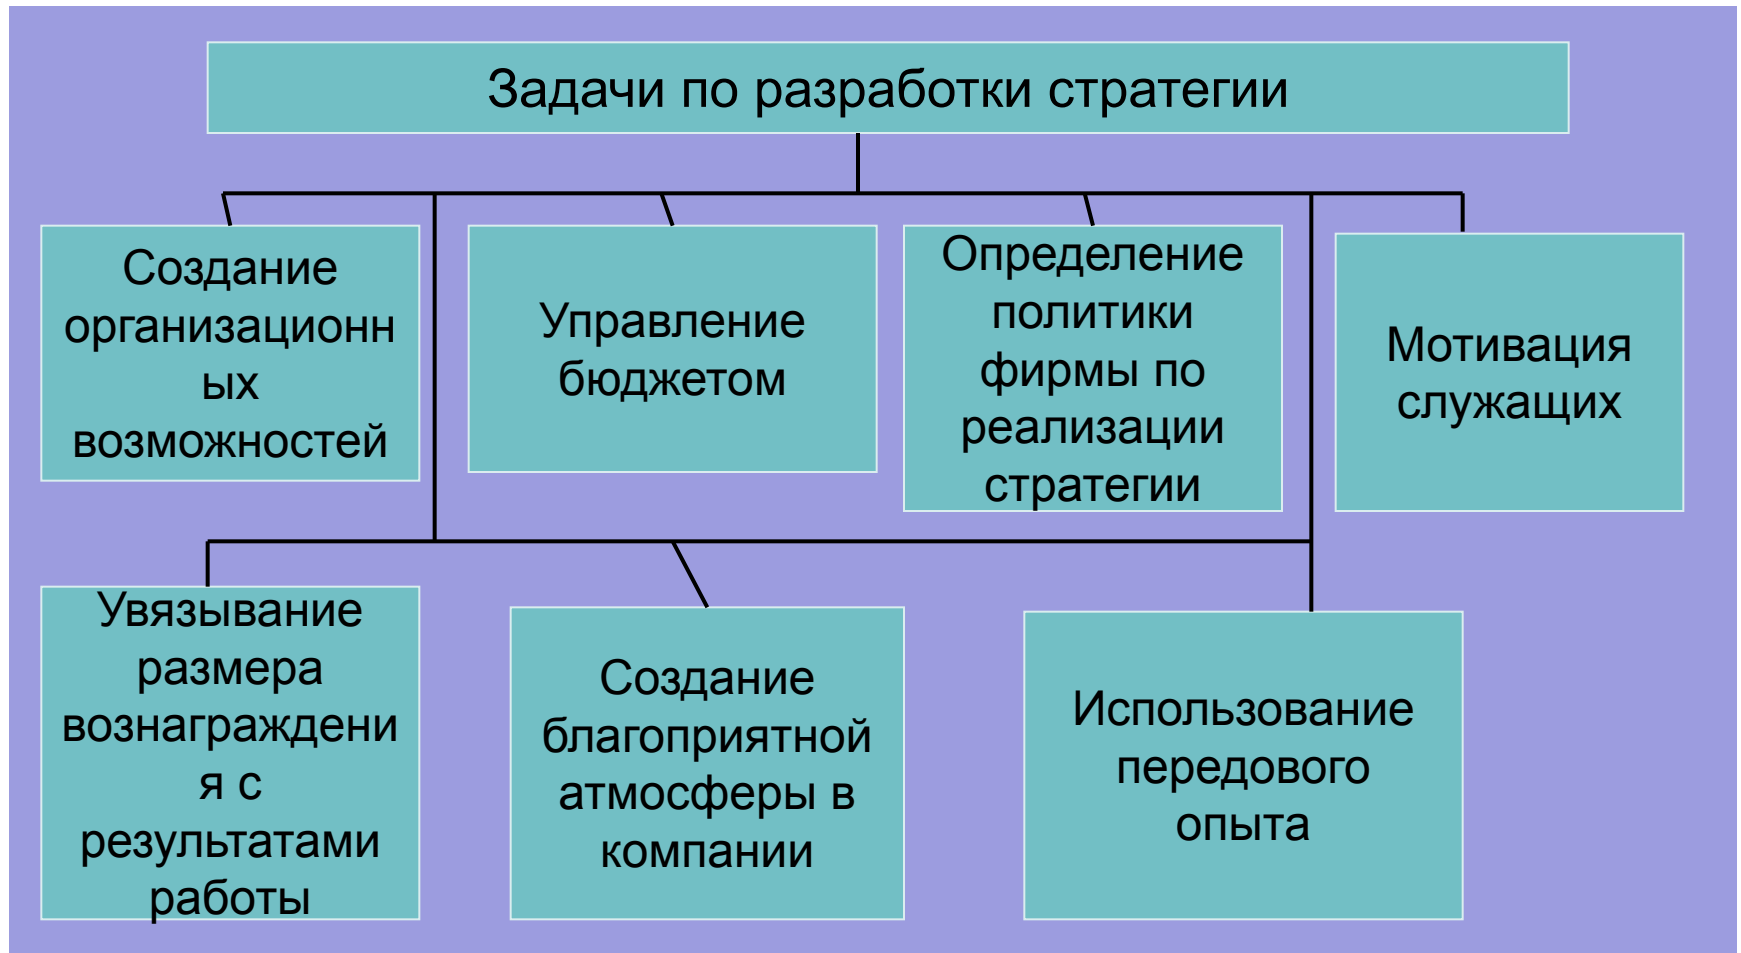 Задачи по разработки стратегии
Создание
организационн
ых
возможностей
Управление
бюджетом
Определение
политики
фирмы по
реализации
стратегии
Мотивация
служащих
Увязывание
размера
вознаграждени
я с
результатами
работы
Создание
благоприятной
атмосферы в
компании
Использование
передового
опыта